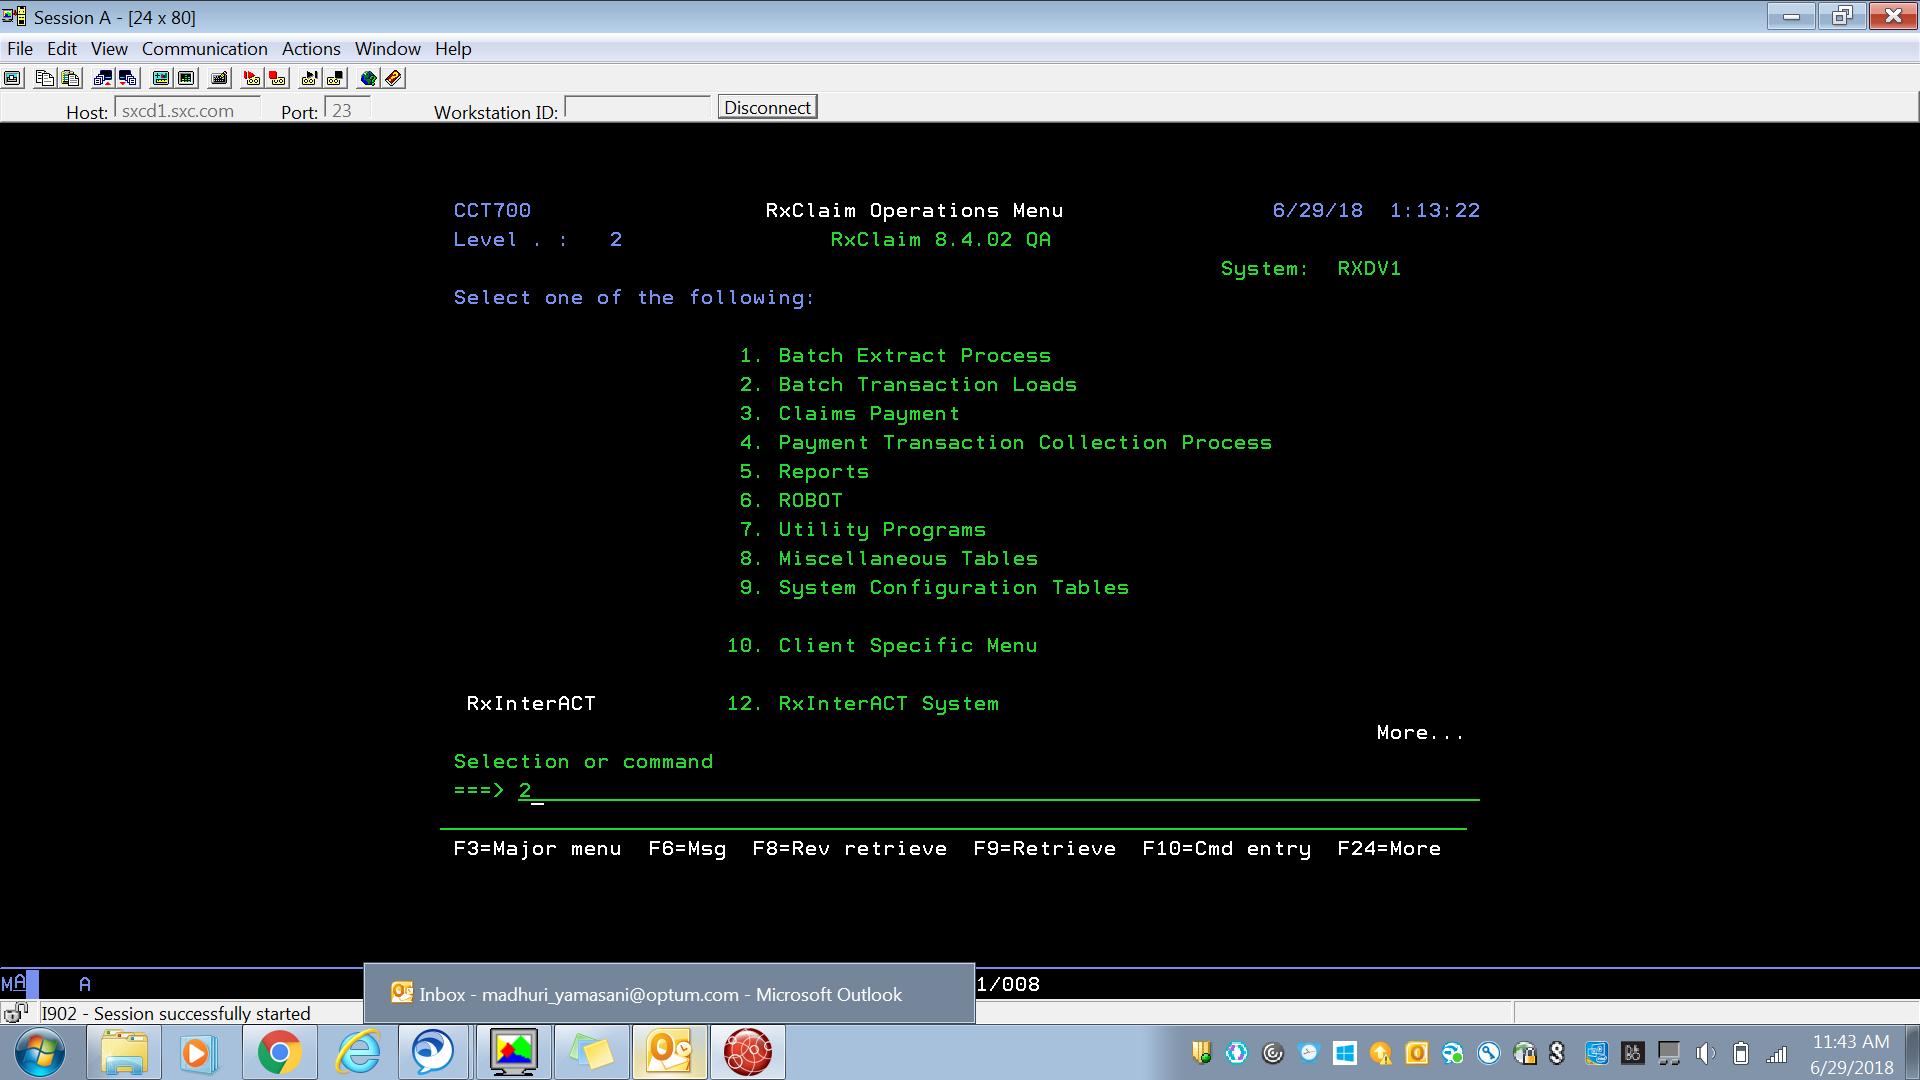 Session A - [24 x 80]
File Edit View Communication Actions Window Help
Host: sxcd1.sxc.com Port: 23 Workstation ID: Disconnect
CCT700 RxClaim Operations Menu 6/29/18 1:13:22
Level . : 2 RxClaim 8.4.02 QA
System: RXDV1
Select one of the following:
1. Batch Extract Process
2. Batch Transaction Loads
3. Claims Payment
4. Payment Transaction Collection Process
5. Reports
6. ROBOT
7. Utility Programs
8. Miscellaneous Tables
9. System Configuration Tables
10. Client Specific Menu
RxInterACT 12. RxInterACT System
More...
Selection or command
===> 2
F3=Major menu F6=Msg F8=Rev retrieve F9=Retrieve F10=Cmd entry F24=More
MA A 1/008
Inbox - madhuri_yamasani@optum.com - Microsoft Outlook
I902 - Session successfully started
11:43 AM
6/29/2018